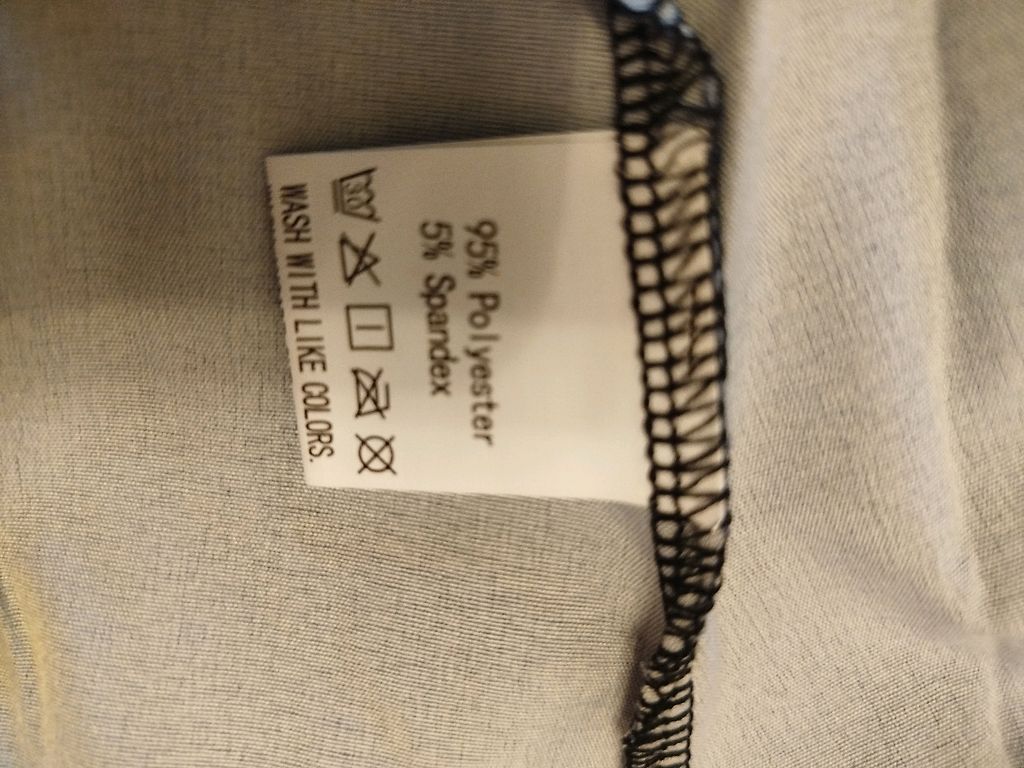 95% Polyester
5% Spandex
30
WASH WITH LIKE COLORS.